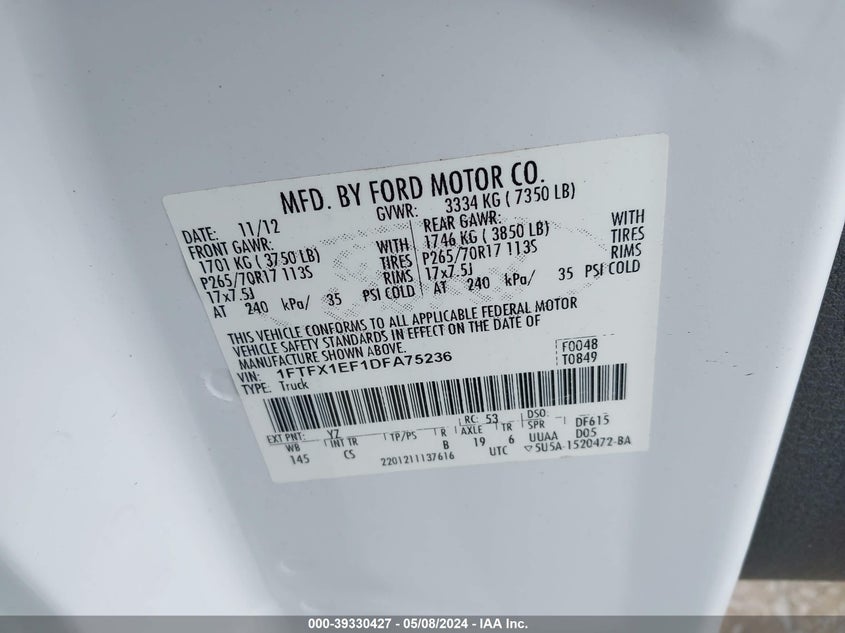 MFD. BY FORD MOTOR CO.
DATE: 11/12 GVWR: 3334 KG ( 7350 LB)
FRONT GAWR: REAR GAWR:
1701 KG ( 3750 LB) WITH 1746 KG ( 3850 LB) WITH
P265/70R17 113S TIRES P265/70R17 113S TIRES
17x7.5J RIMS 17x7.5J RIMS
AT 240 kPa/ 35 PSI COLD AT 240 kPa/ 35 PSI COLD
THIS VEHICLE CONFORMS TO ALL APPLICABLE FEDERAL MOTOR
VEHICLE SAFETY STANDARDS IN EFFECT ON THE DATE OF
MANUFACTURE SHOWN ABOVE.
VIN: 1FTFX1EF1DFA75236 F0048
TYPE: Truck T0849
EXT PNT: YZ RC: 53 DSO: DF615
WB INT TR TP/PS R AXLE TR SPR D05
145 CS B 19 6 UUAA
2201211137616 UTC ▽5U5A-1520472-BA
000-39330427 - 05/08/2024 - IAA Inc.